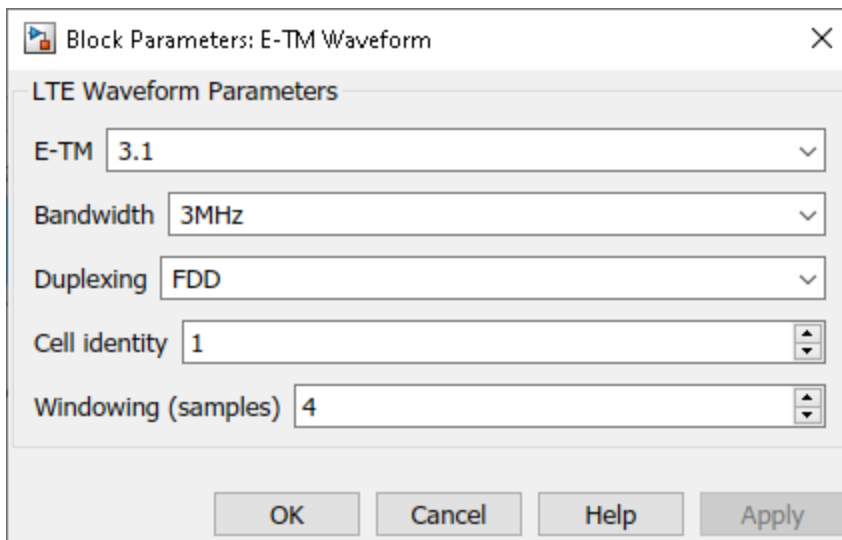 Block Parameters: E-TM Waveform
LTE Waveform Parameters
E-TM 3.1
Bandwidth 3MHz
Duplexing FDD
Cell identity 1
Windowing (samples) 4
OK Cancel Help Apply